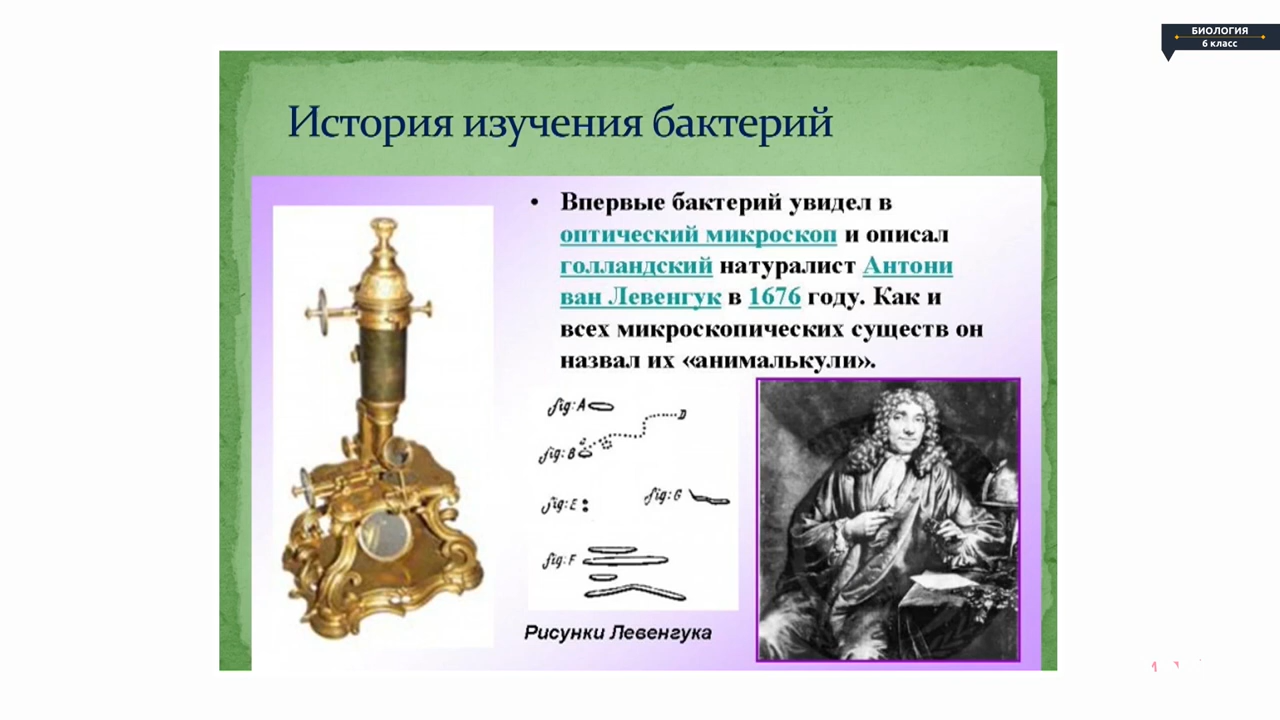 БИОЛОГИЯ
6 класс
История изучения бактерий
• Впервые бактерий увидел в
оптический микроскоп и описал
голландский натуралист Антони
ван Левенгук в 1676 году. Как и
всех микроскопических существ он
назвал их «анималькули».
fig: A
D
fig: B
fig: E
fig: G
fig: F
Рисунки Левенгука